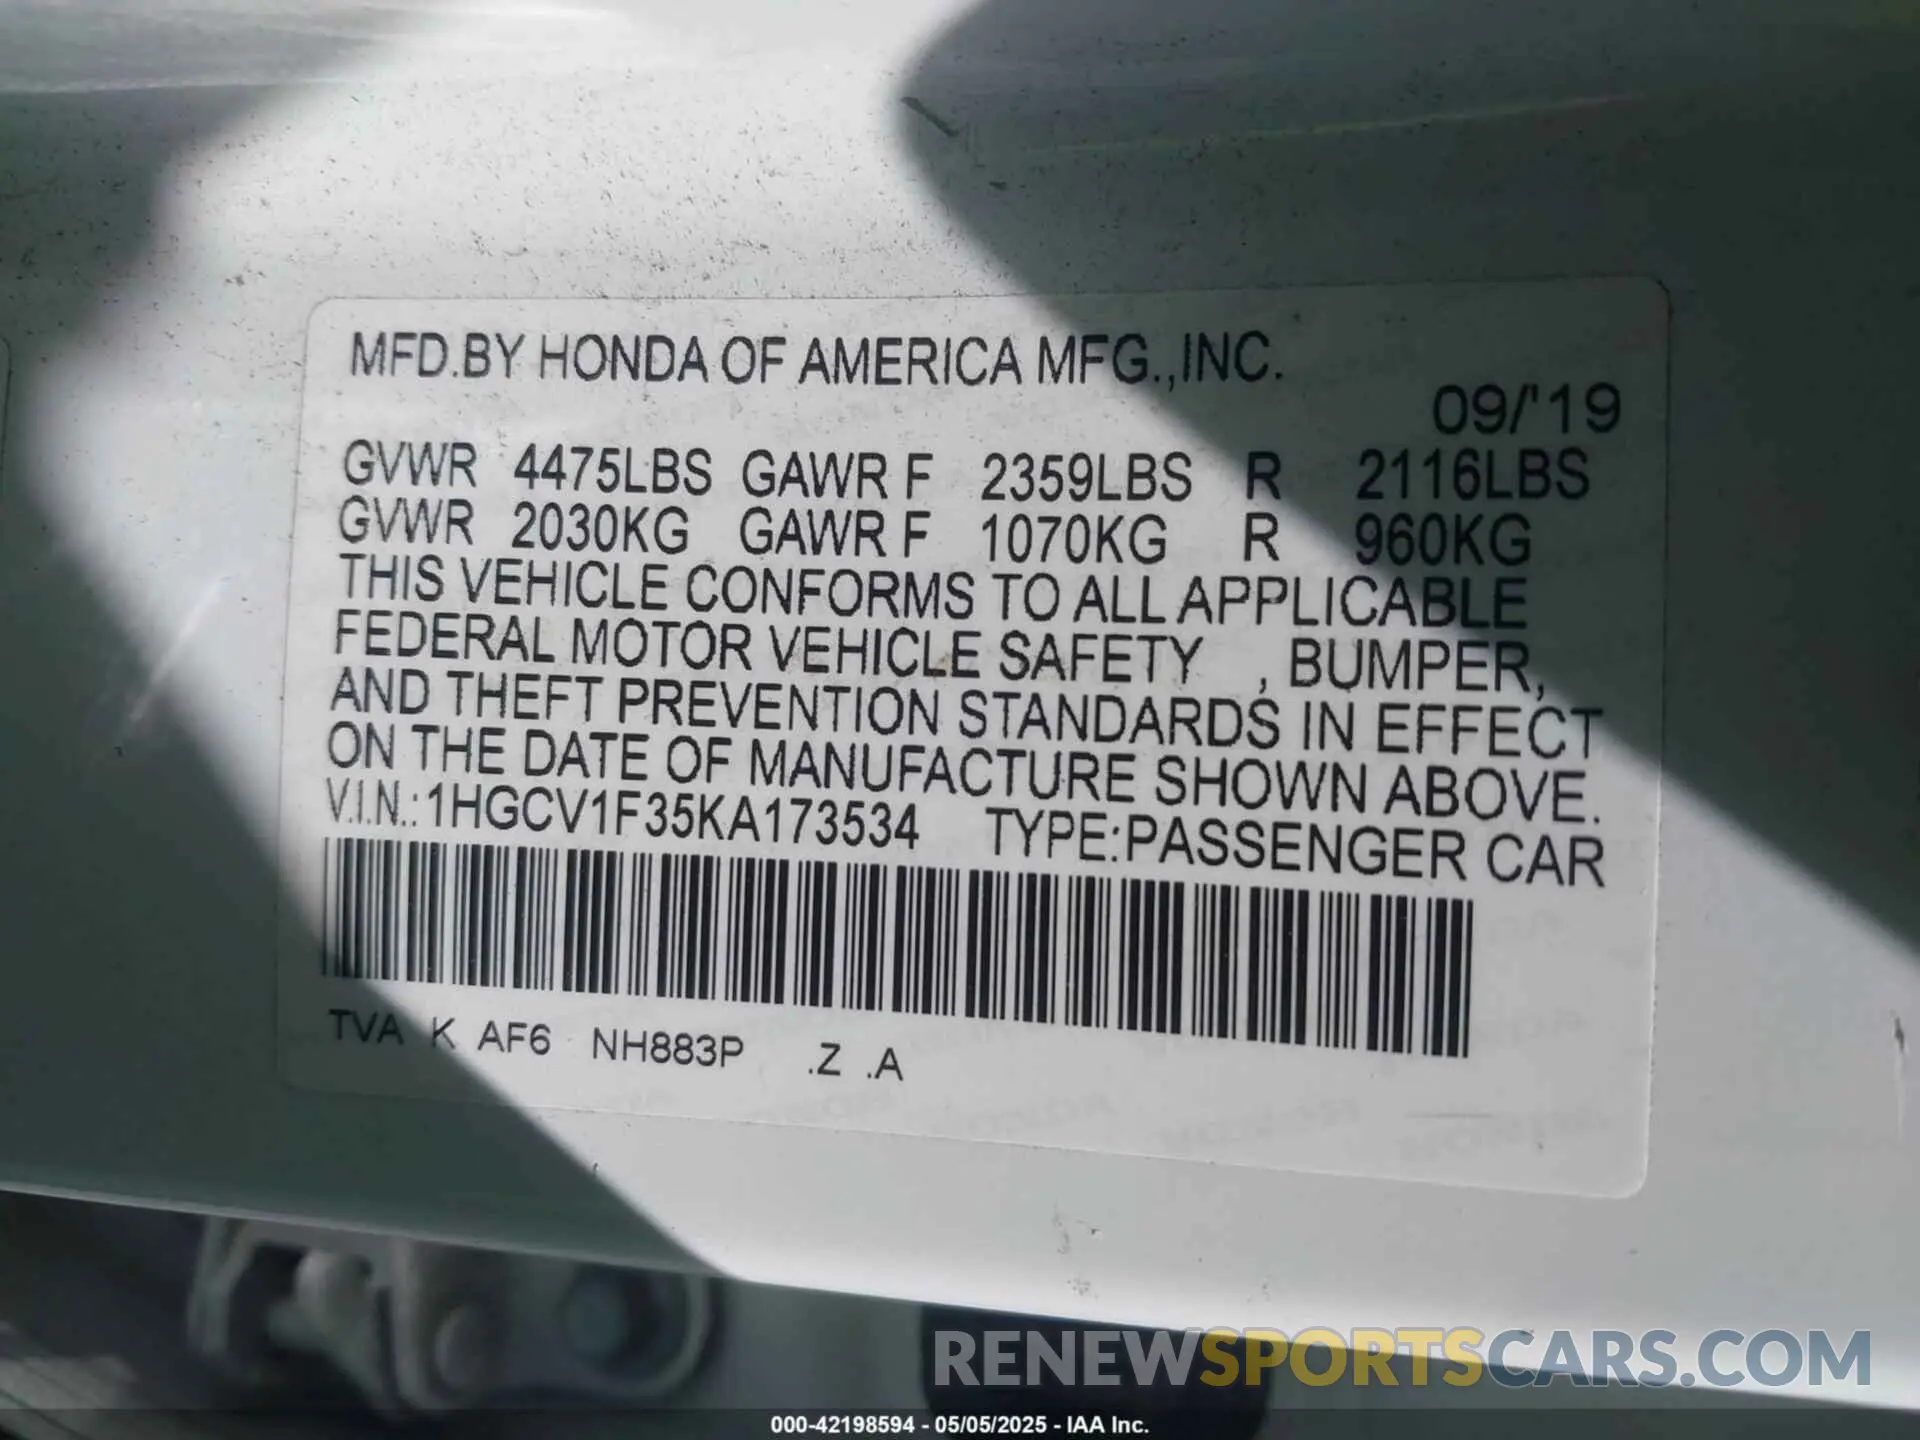 MFD.BY HONDA OF AMERICA MFG.,INC.
09/'19
GVWR 4475LBS GAWR F 2359LBS R 2116LBS
GVWR 2030KG GAWR F 1070KG R 960KG
THIS VEHICLE CONFORMS TO ALL APPLICABLE
FEDERAL MOTOR VEHICLE SAFETY , BUMPER,
AND THEFT PREVENTION STANDARDS IN EFFECT
ON THE DATE OF MANUFACTURE SHOWN ABOVE.
V.I.N.:1HGCV1F35KA173534 TYPE:PASSENGER CAR
TVA K AF6 NH883P .Z .A
RENEWSPORTSCARS.COM
000-42198594 - 05/05/2025 - IAA Inc.